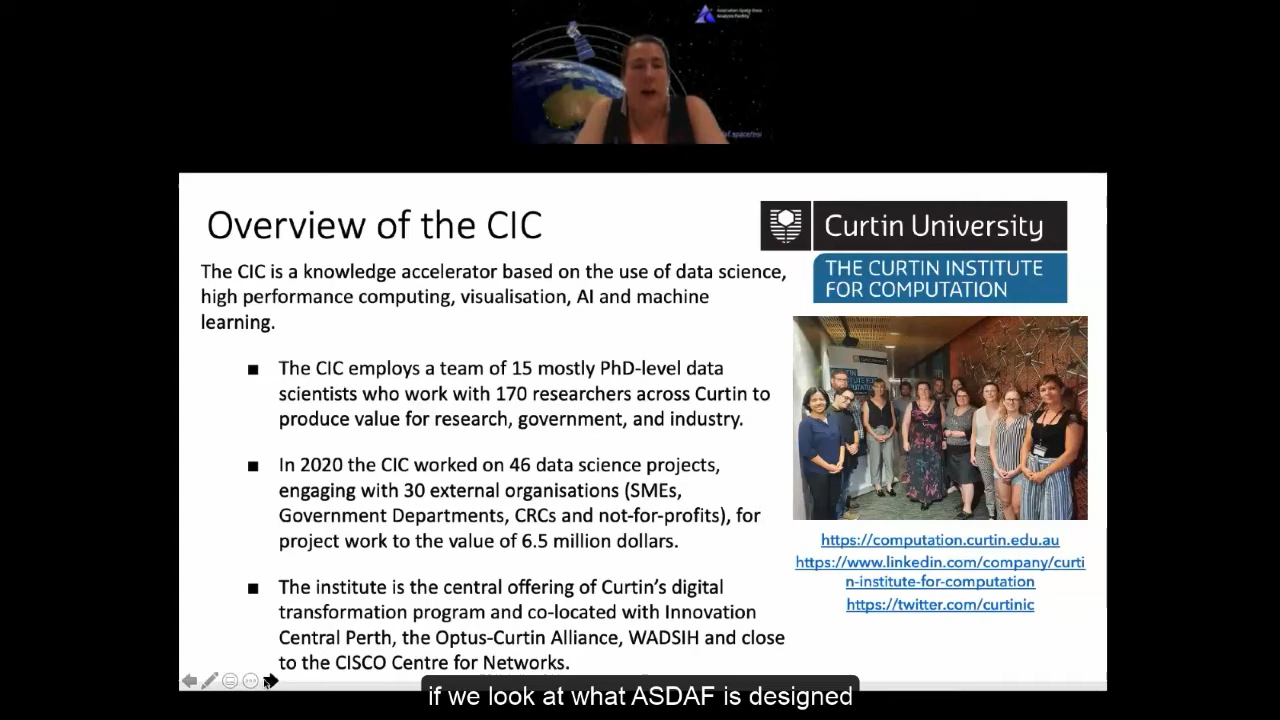 Australian Space Data
Analysis Facility
Overview of the CIC
Curtin University
THE CURTIN INSTITUTE
FOR COMPUTATION
The CIC is a knowledge accelerator based on the use of data science,
high performance computing, visualisation, AI and machine
learning.
■ The CIC employs a team of 15 mostly PhD-level data
scientists who work with 170 researchers across Curtin to
produce value for research, government, and industry.
■ In 2020 the CIC worked on 46 data science projects,
engaging with 30 external organisations (SMEs,
Government Departments, CRCs and not-for-profits), for
project work to the value of 6.5 million dollars.
■ The institute is the central offering of Curtin's digital
transformation program and co-located with Innovation
Central Perth, the Optus-Curtin Alliance, WADSIH and close
to the CISCO Centre for Networks.
https://computation.curtin.edu.au
https://www.linkedin.com/company/curti
n-institute-for-computation
https://twitter.com/curtinic
if we look at what ASDAF is designed